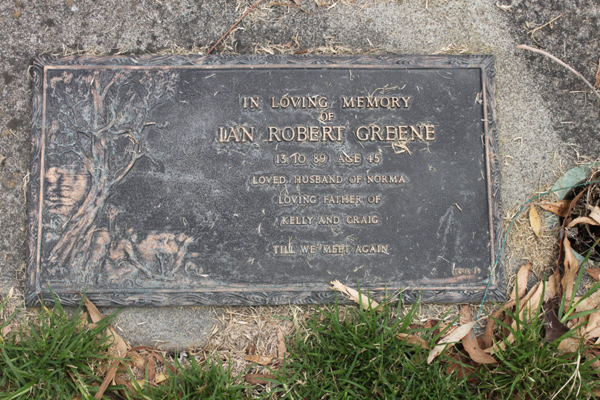 IN LOVING MEMORY
OF
IAN ROBERT GREENE
13.10.89 AGE 45
LOVED HUSBAND OF NORMA
LOVING FATHER OF
KELLY AND CRAIG
TILL WE MEET AGAIN